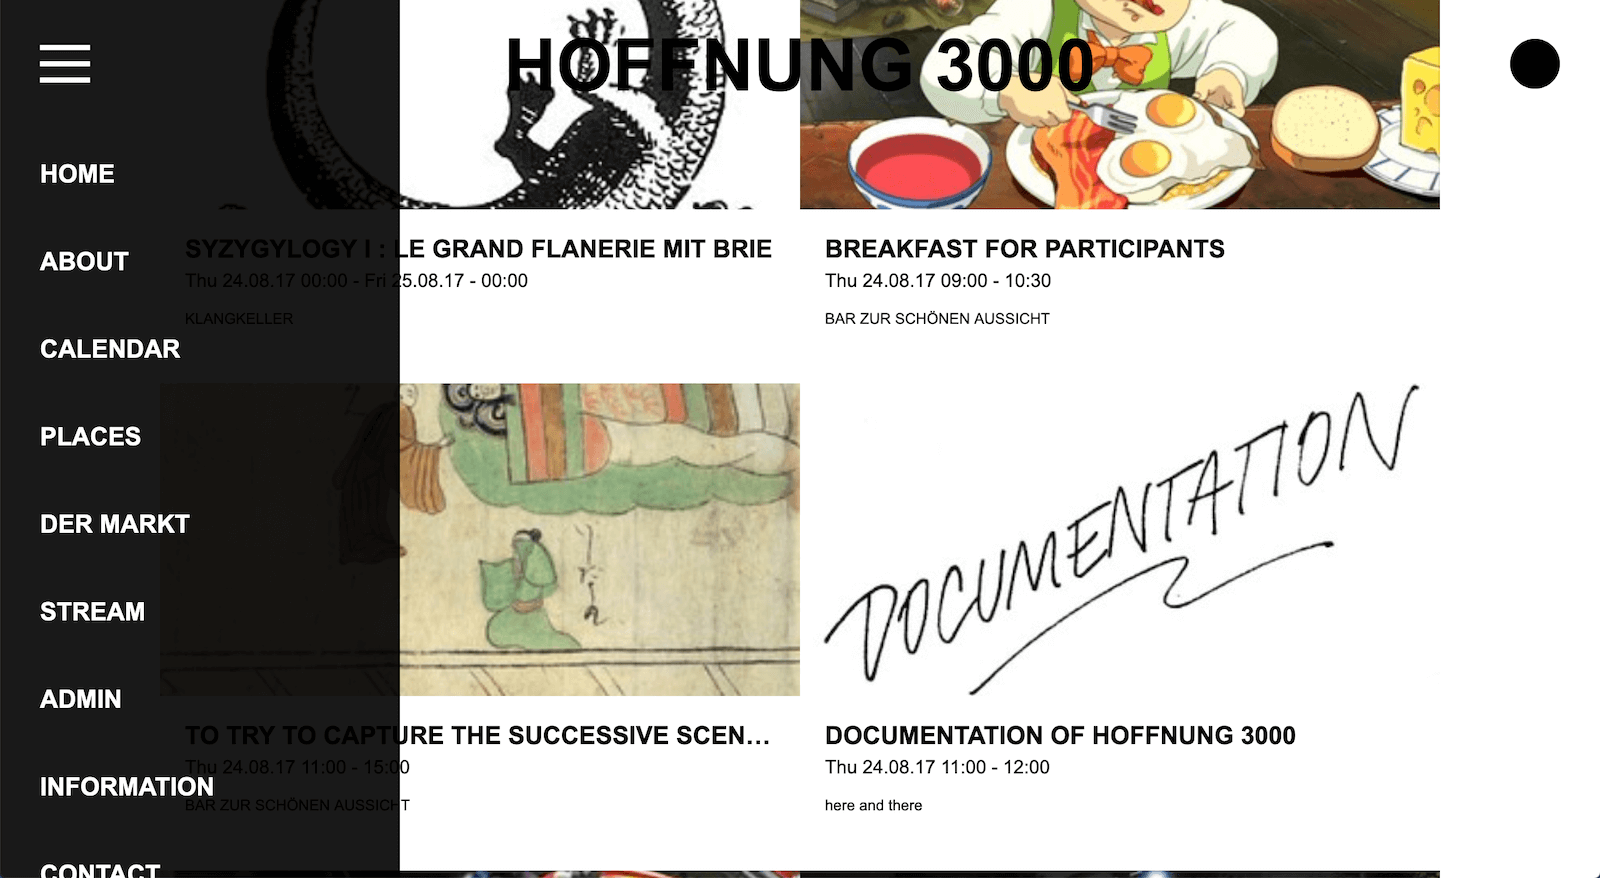 HOFFNUNG 3000
HOME
ABOUT
CALENDAR
PLACES
DER MARKT
STREAM
ADMIN
INFORMATION
CONTACT
SYZYGYLOGY I : LE GRAND FLANERIE MIT BRIE
Thu 24.08.17 00:00 - Fri 25.08.17 - 00:00
KLANGKELLER
BREAKFAST FOR PARTICIPANTS
Thu 24.08.17 09:00 - 10:30
BAR ZUR SCHÖNEN AUSSICHT
TO TRY TO CAPTURE THE SUCCESSIVE SCEN...
Thu 24.08.17 11:00 - 15:00
BAR ZUR SCHÖNEN AUSSICHT
DOCUMENTATION
DOCUMENTATION OF HOFFNUNG 3000
Thu 24.08.17 11:00 - 12:00
here and there